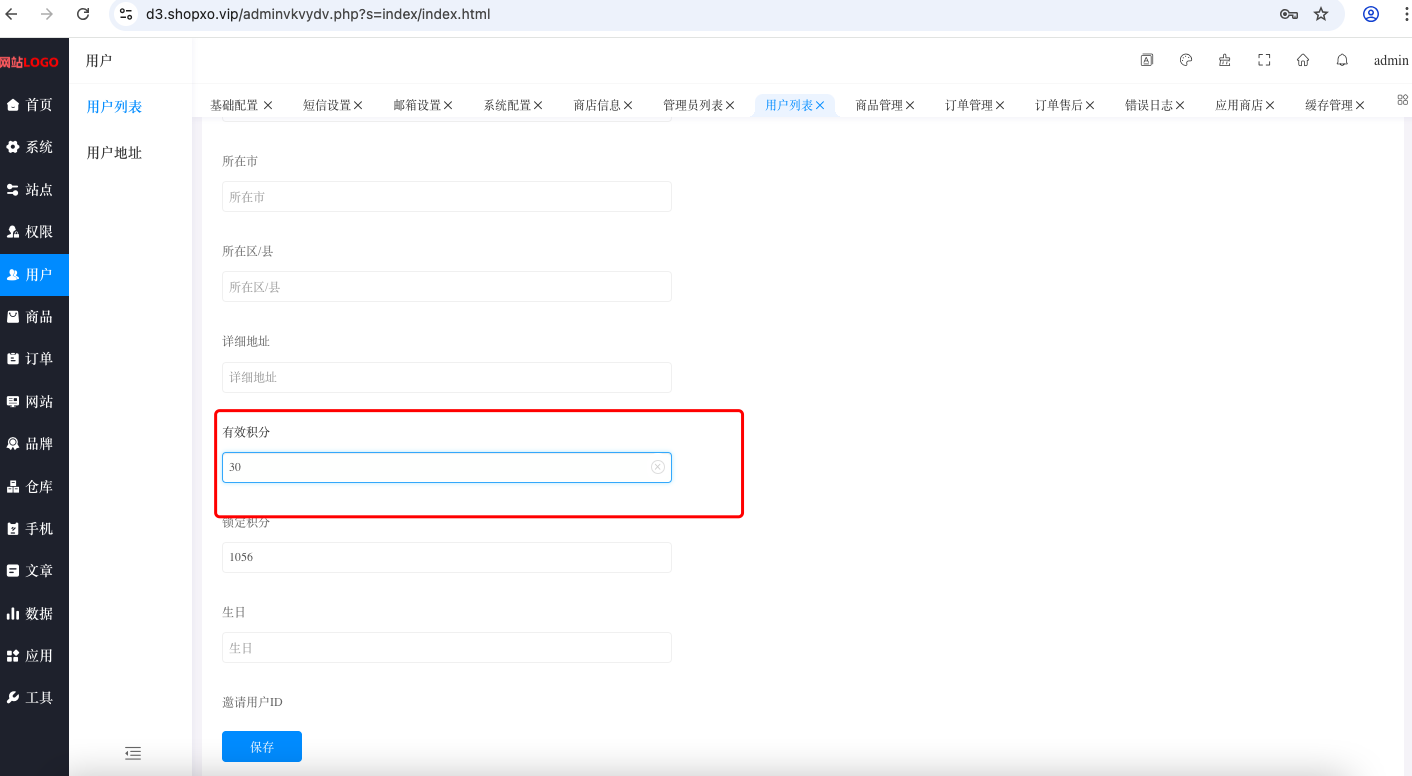 d3.shopxo.vip/adminvkvydv.php?s=index/index.html
网站LOGO
首页
系统
站点
权限
用户
商品
订单
网站
品牌
仓库
手机
文章
数据
应用
工具
用户
用户列表
用户地址
admin
基础配置 短信设置 邮箱设置 系统配置 商店信息 管理员列表 用户列表 商品管理 订单管理 订单售后 错误日志 应用商店 缓存管理
所在市
所在市
所在区/县
所在区/县
详细地址
详细地址
有效积分
30
锁定积分
1056
生日
生日
邀请用户ID
保存